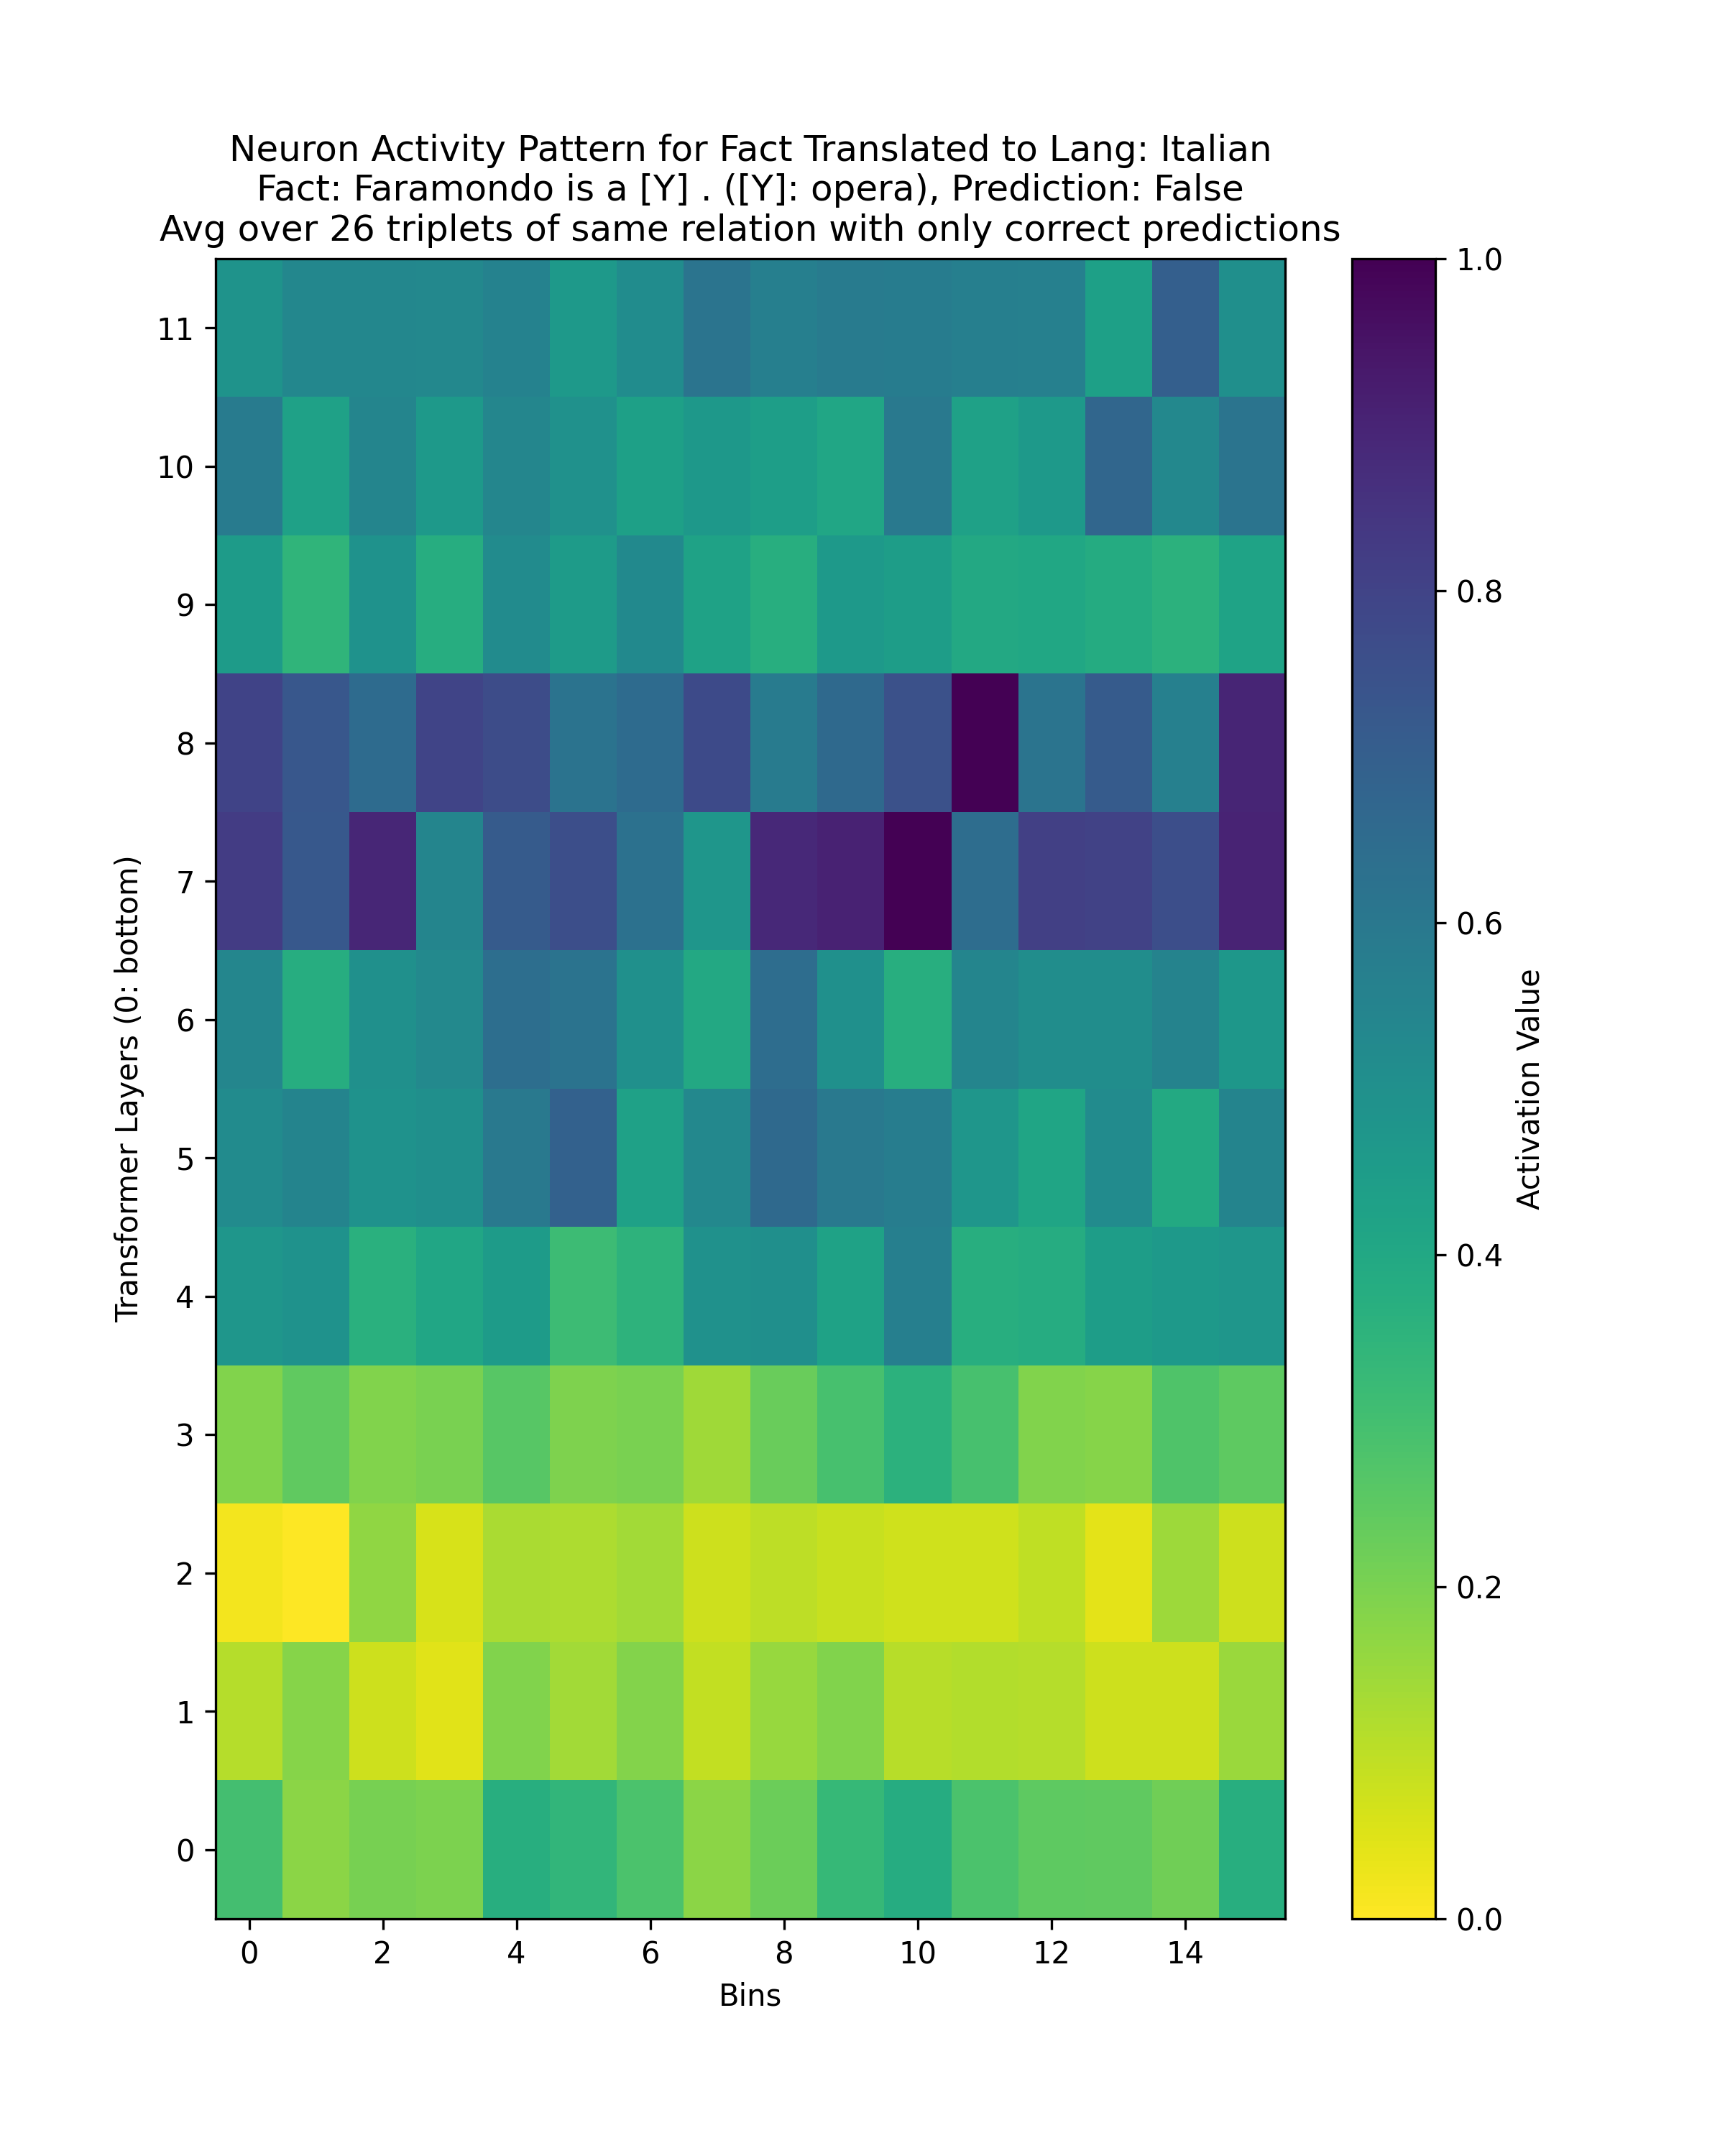 Neuron Activity Pattern for Fact Translated to Lang: Italian
Fact: Faramondo is a [Y] . ([Y]: opera), Prediction: False
Avg over 26 triplets of same relation with only correct predictions
Transformer Layers (0: bottom)
11
10
9
8
7
6
5
4
3
2
1
0
0 2 4 6 8 10 12 14
Bins
1.0
0.8
0.6
0.4
0.2
0.0
Activation Value